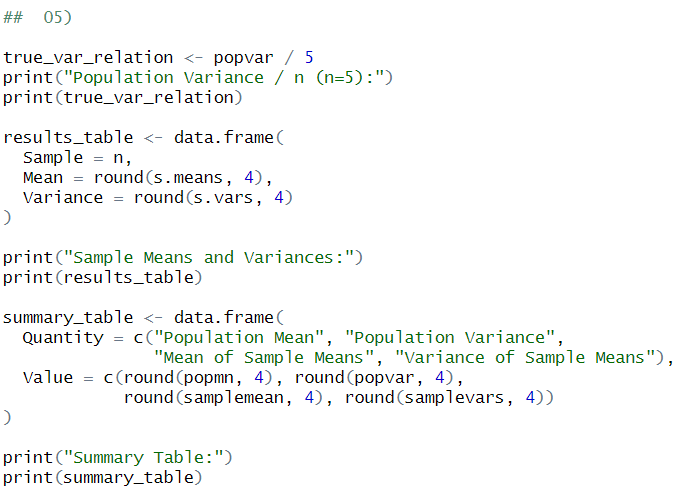 ##  05)
true_var_relation <- popvar / 5
print("Population Variance / n (n=5):")
print(true_var_relation)
results_table <- data.frame(
  Sample = n,
  Mean = round(s.means, 4),
  Variance = round(s.vars, 4)
)
print("Sample Means and Variances:")
print(results_table)
summary_table <- data.frame(
  Quantity = c("Population Mean", "Population Variance",
               "Mean of Sample Means", "Variance of Sample Means"),
  Value = c(round(popmn, 4), round(popvar, 4),
            round(samplemean, 4), round(samplevars, 4))
)
print("Summary Table:")
print(summary_table)